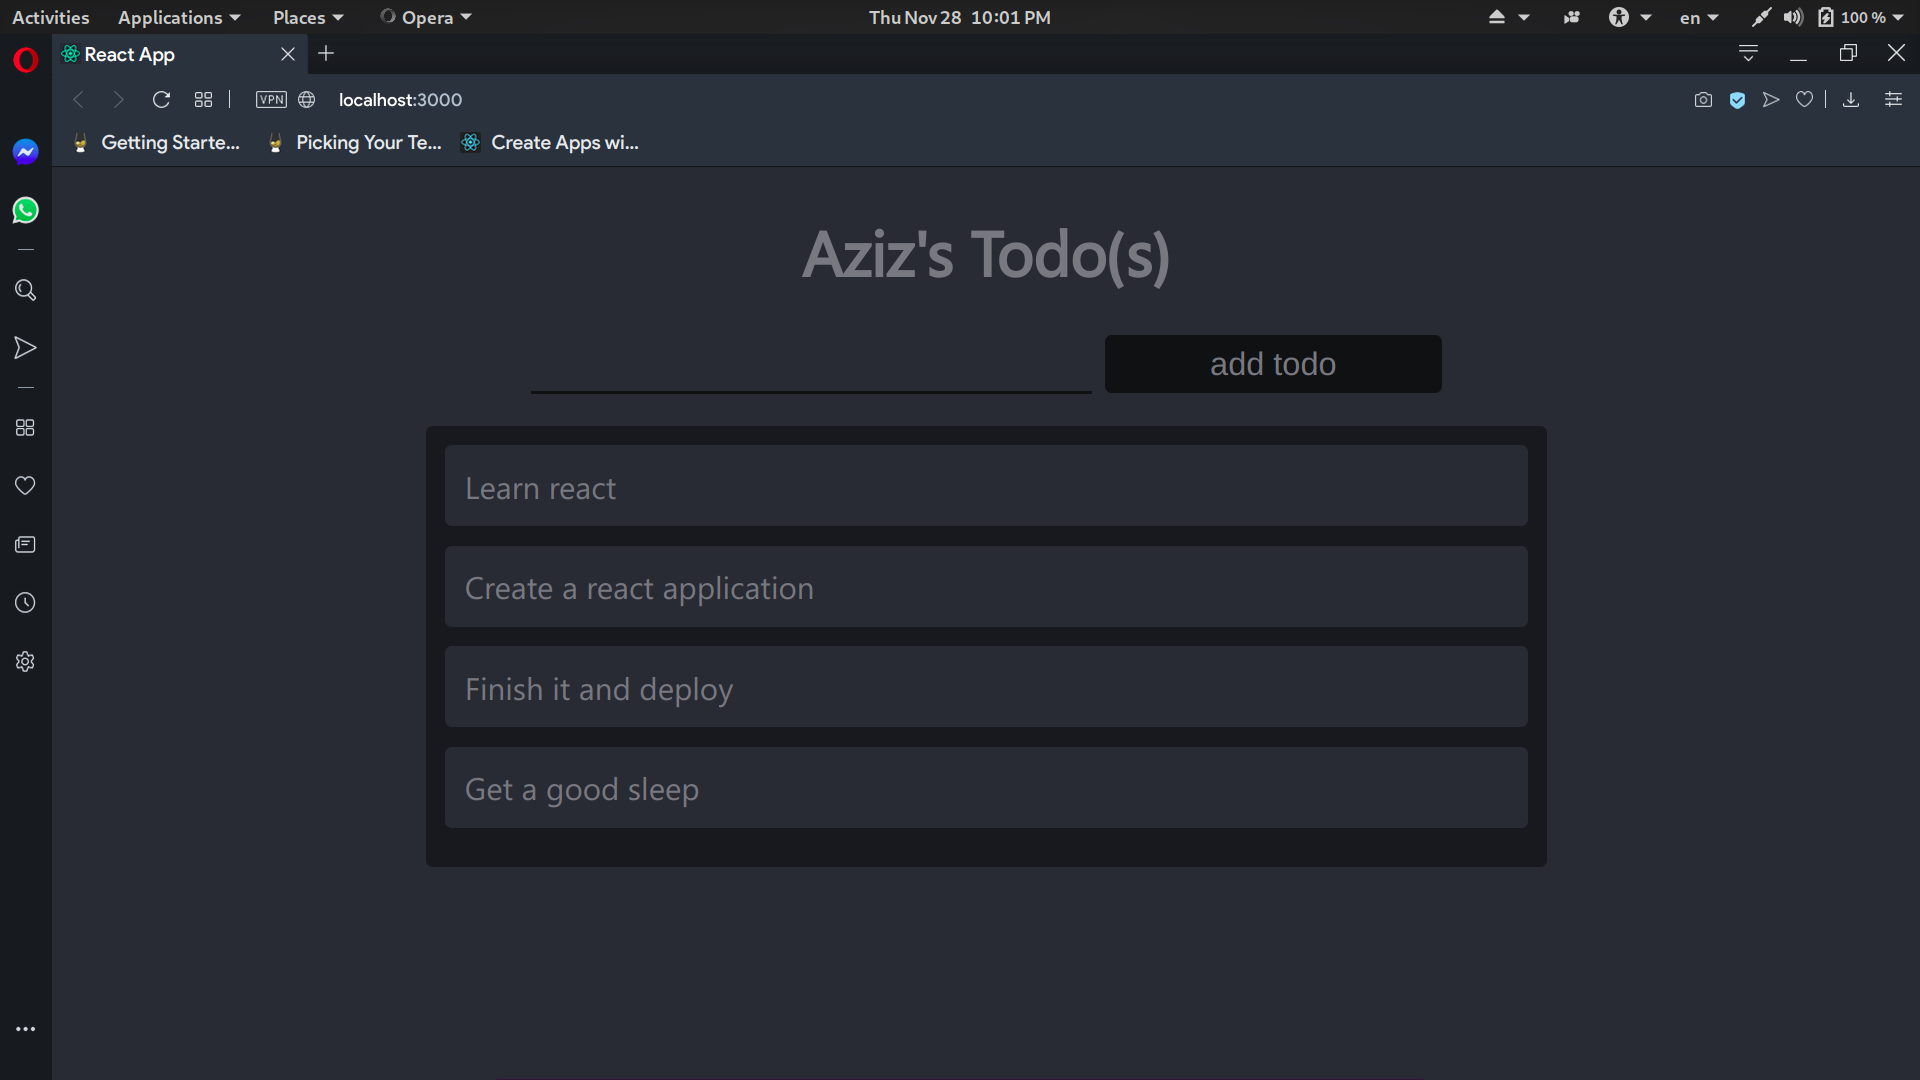 Activities Applications Places Opera Thu Nov 28 10:01 PM en 100 %
React App
VPN localhost:3000
Getting Starte... Picking Your Te... Create Apps wi...
Aziz's Todo(s)
add todo
Learn react
Create a react application
Finish it and deploy
Get a good sleep